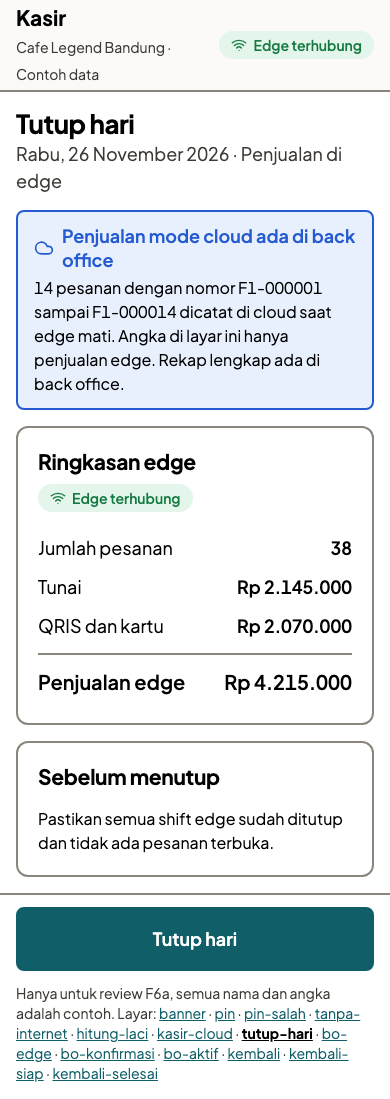 Kasir
Cafe Legend Bandung ·
Contoh data
Edge terhubung
Tutup hari
Rabu, 26 November 2026 · Penjualan di
edge
Penjualan mode cloud ada di back
office
14 pesanan dengan nomor F1-000001
sampai F1-000014 dicatat di cloud saat
edge mati. Angka di layar ini hanya
penjualan edge. Rekap lengkap ada di
back office.
Ringkasan edge
Edge terhubung
Jumlah pesanan 38
Tunai Rp 2.145.000
QRIS dan kartu Rp 2.070.000
Penjualan edge Rp 4.215.000
Sebelum menutup
Pastikan semua shift edge sudah ditutup
dan tidak ada pesanan terbuka.
Tutup hari
Hanya untuk review F6a, semua nama dan angka
adalah contoh. Layar: banner · pin · pin-salah · tanpa-
internet · hitung-laci · kasir-cloud · tutup-hari · bo-
edge · bo-konfirmasi · bo-aktif · kembali · kembali-
siap · kembali-selesai